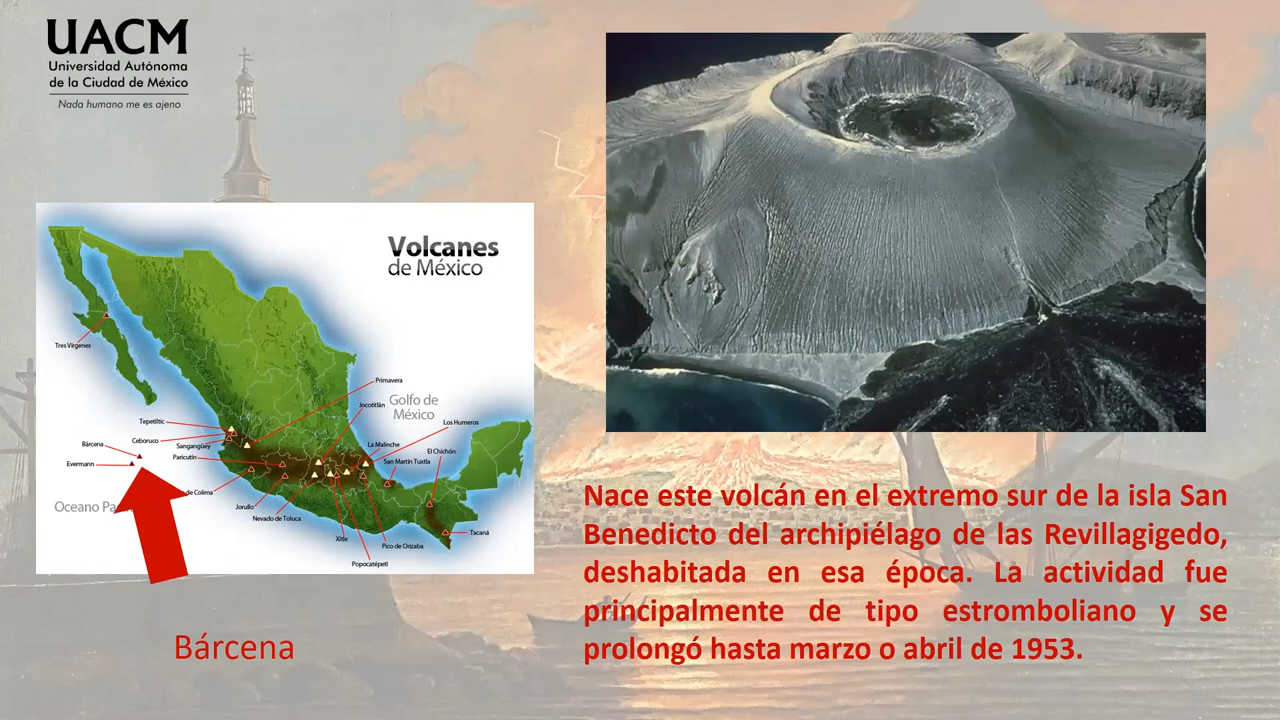 UACM
Universidad Autónoma
de la Ciudad de México
Nada humano me es ajeno
Volcanes
de México
Tres Vírgenes
Primavera
Jocotitlán
Golfo de
México
Tepetiltic
Los Humeros
Ceboruco
Sangangüey
La Malinche
Bárcena
El Chichón
Paricutín
San Martín Tuxtla
Evermann
de Colima
Oceano Pa
Jorullo
Nevado de Toluca
Tacaná
Xitle
Pico de Orizaba
Popocatépetl
Bárcena
Nace este volcán en el extremo sur de la isla San
Benedicto del archipiélago de las Revillagigedo,
deshabitada en esa época. La actividad fue
principalmente de tipo estromboliano y se
prolongó hasta marzo o abril de 1953.